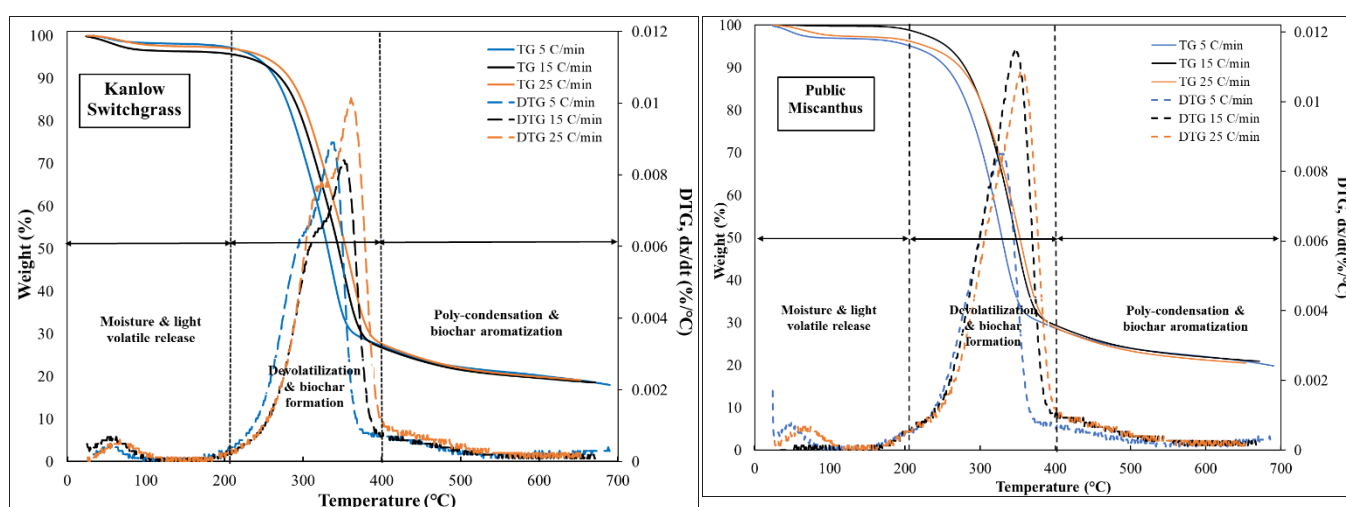 100
90
80
70
60
50
40
30
20
10
0
Weight (%)
0.012
0.01
0.008
0.006
0.004
0.002
0
DTG, dx/dt (%/°C)
0
100
200
300
400
500
600
700
Temperature (°C)
Kanlow
Switchgrass
TG 5 C/min
TG 15 C/min
TG 25 C/min
DTG 5 C/min
DTG 15 C/min
DTG 25 C/min
Moisture & light
volatile release
Devolatilization
& biochar
formation
Poly-condensation &
biochar aromatization
100
90
80
70
60
50
40
30
20
10
0
Weight (%)
0.012
0.01
0.008
0.006
0.004
0.002
0
DTG, dx/dt(%/°C)
0
100
200
300
400
500
600
700
Temperature (°C)
Public
Miscanthus
TG 5 C/min
TG 15 C/min
TG 25 C/min
DTG 5 C/min
DTG 15 C/min
DTG 25 C/min
Moisture & light
volatile release
Devolatilization
& biochar
formation
Poly-condensation &
biochar aromatization